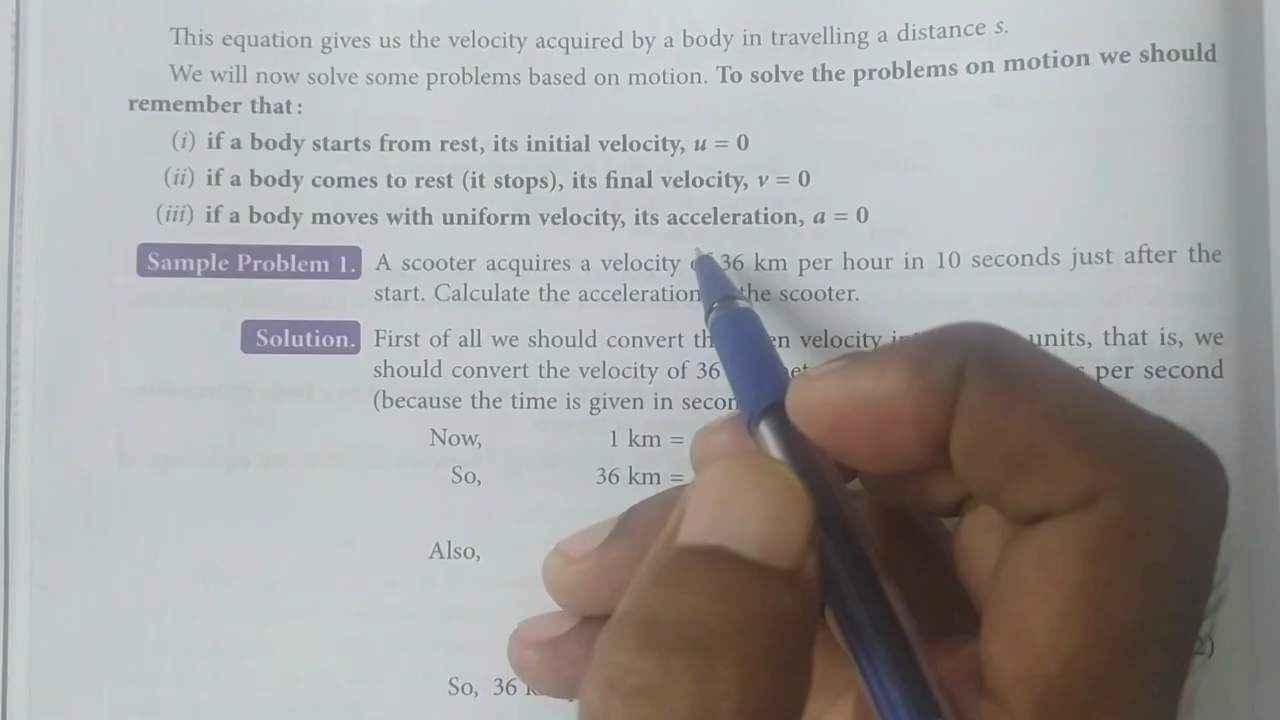 This equation gives us the velocity acquired by a body in travelling a distance s.
We will now solve some problems based on motion. To solve the problems on motion we should
remember that:
(i) if a body starts from rest, its initial velocity, u = 0
(ii) if a body comes to rest (it stops), its final velocity, v = 0
(iii) if a body moves with uniform velocity, its acceleration, a = 0
Sample Problem 1. A scooter acquires a velocity 36 km per hour in 10 seconds just after the
start. Calculate the acceleration the scooter.
Solution. First of all we should convert velocity units, that is, we
should convert the velocity of 36 per second
(because the time is given in
Now, 1 km =
So, 36 km =
Also,
So, 36